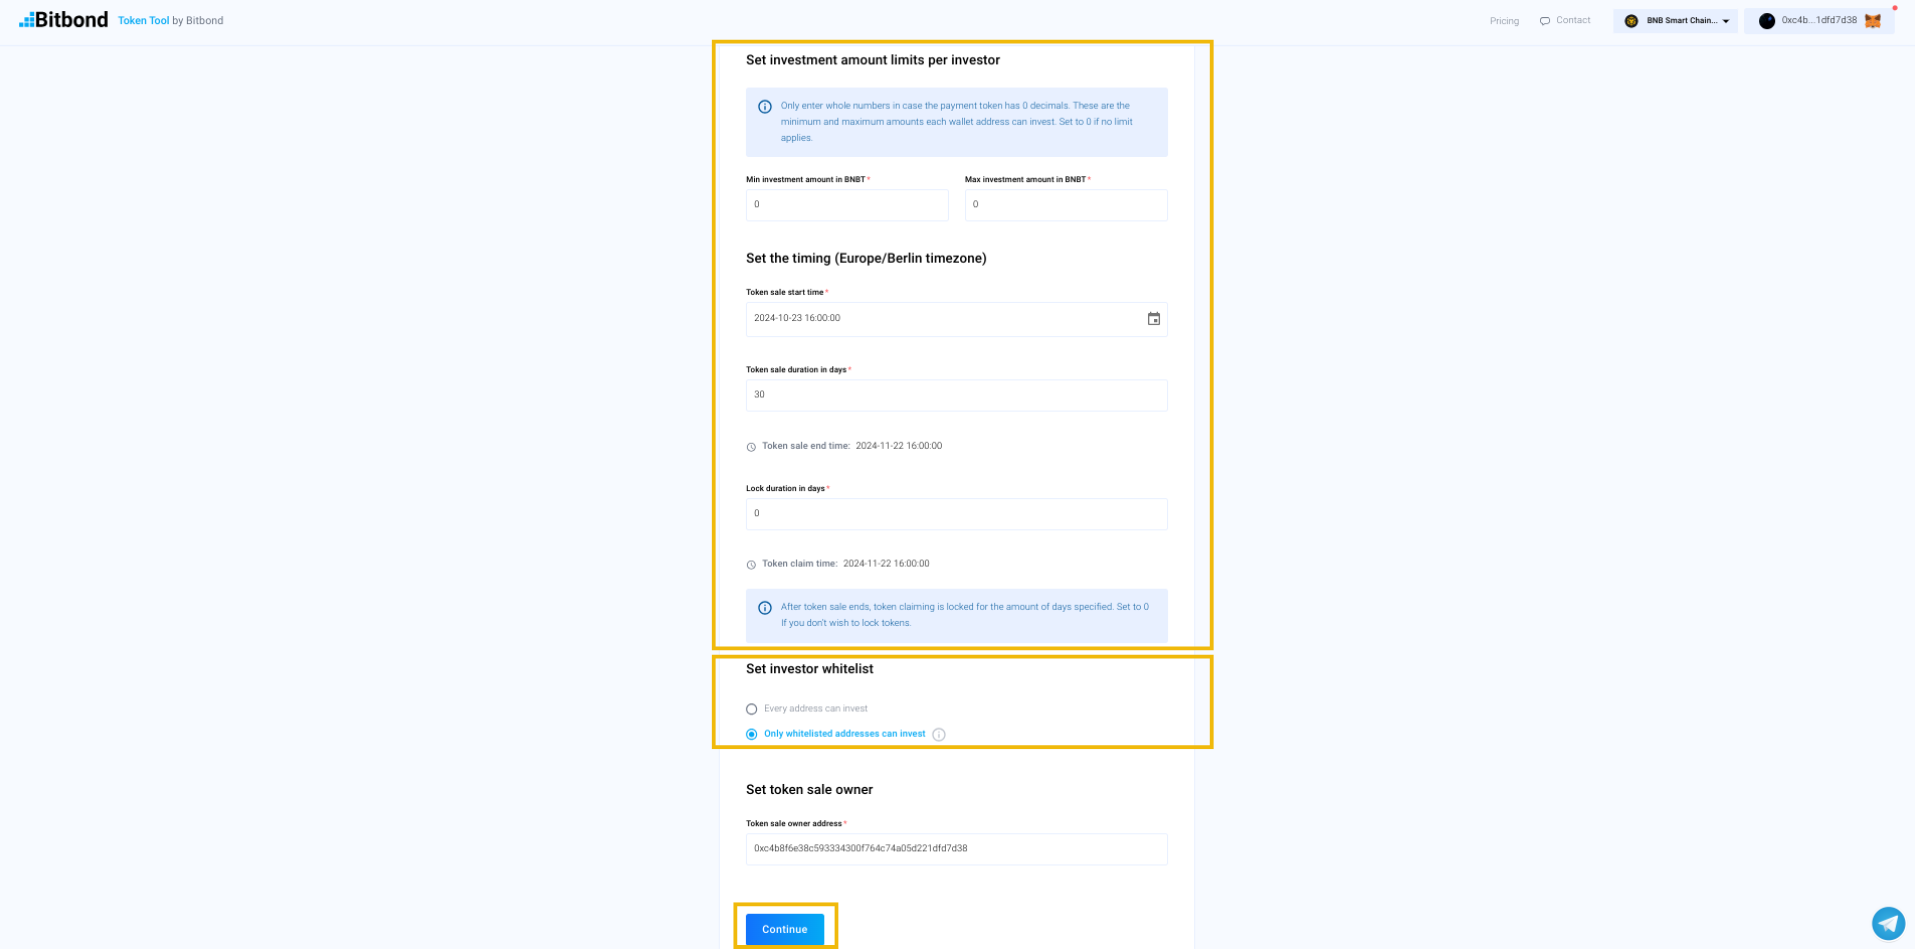 Bitbond Token Tool by Bitbond Pricing Contact BNB Smart Chain... 0xc4b...1dfd7d38
Set investment amount limits per investor
Only enter whole numbers in case the payment token has 0 decimals. These are the
minimum and maximum amounts each wallet address can invest. Set to 0 if no limit
applies.
Min investment amount in BNBT* Max investment amount in BNBT*
0 0
Set the timing (Europe/Berlin timezone)
Token sale start time*
2024-10-23 16:00:00
Token sale duration in days*
30
Token sale end time: 2024-11-22 16:00:00
Lock duration in days*
0
Token claim time: 2024-11-22 16:00:00
After token sale ends, token claiming is locked for the amount of days specified. Set to 0
If you don't wish to lock tokens.
Set investor whitelist
Every address can invest
Only whitelisted addresses can invest
Set token sale owner
Token sale owner address*
0xc4b8f6e38c593334300f764c74a05d221dfd7d38
Continue